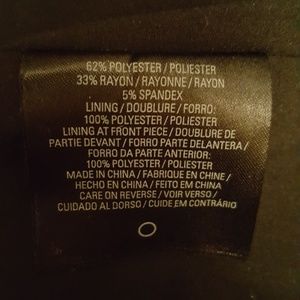 62% POLYESTER / POLIESTER
33% RAYON / RAYONNE / RAYON
5% SPANDEX
LINING / DOUBLURE / FORRO:
100% POLYESTER / POLIESTER
LINING AT FRONT PIECE / DOUBLURE DE
PARTIE DEVANT / FORRO PARTE DELANTERA /
FORRO DA PARTE ANTERIOR:
100% POLYESTER / POLIESTER
MADE IN CHINA / FABRIQUE EN CHINE /
HECHO EN CHINA / FEITO EM CHINA
CARE ON REVERSE / VOIR VERSO /
CUIDADO AL DORSO / CUIDE EM CONTRÁRIO